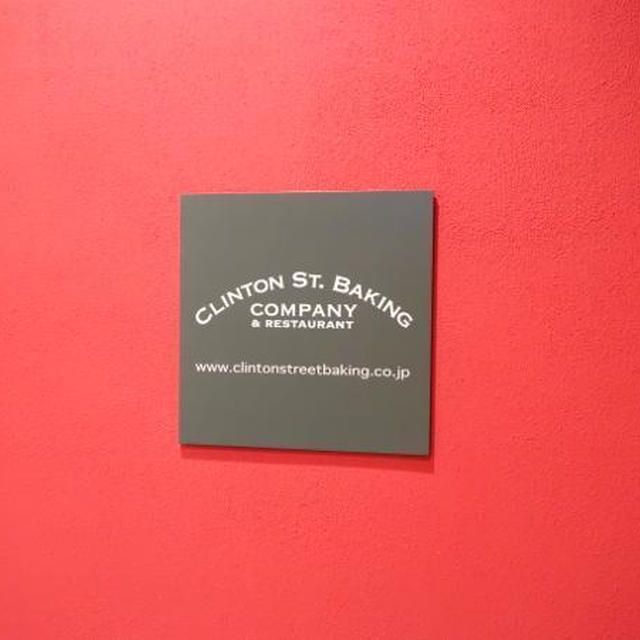 CLINTON ST. BAKING
COMPANY
& RESTAURANT
www.clintonstreetbaking.co.jp